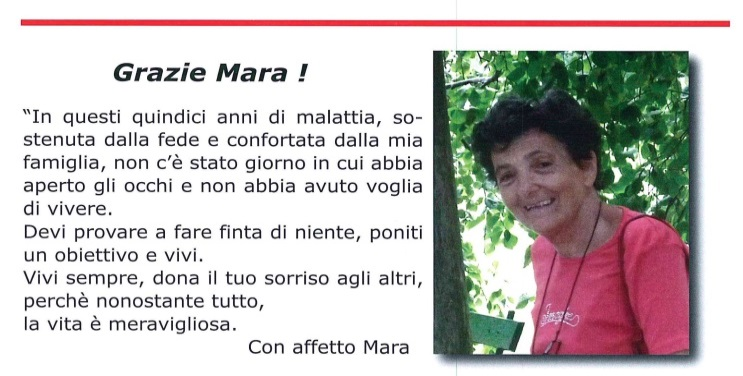 Grazie Mara !
“In questi quindici anni di malattia, so-
stenuta dalla fede e confortata dalla mia
famiglia, non c’è stato giorno in cui abbia
aperto gli occhi e non abbia avuto voglia
di vivere.
Devi provare a fare finta di niente, poniti
un obiettivo e vivi.
Vivi sempre, dona il tuo sorriso agli altri,
perchè nonostante tutto,
la vita è meravigliosa.
Con affetto Mara